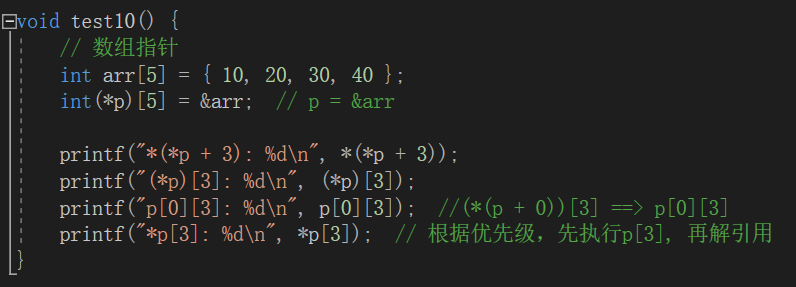 void test10() {
// 数组指针
int arr[5] = { 10, 20, 30, 40 };
int(*p)[5] = &arr;  // p = &arr
printf("*(*p + 3): %d\n", *(*p + 3));
printf("(*p)[3]: %d\n", (*p)[3]);
printf("p[0][3]: %d\n", p[0][3]);  //(*(p + 0))[3] ==> p[0][3]
printf("*p[3]: %d\n", *p[3]);  // 根据优先级，先执行p[3], 再解引用
}